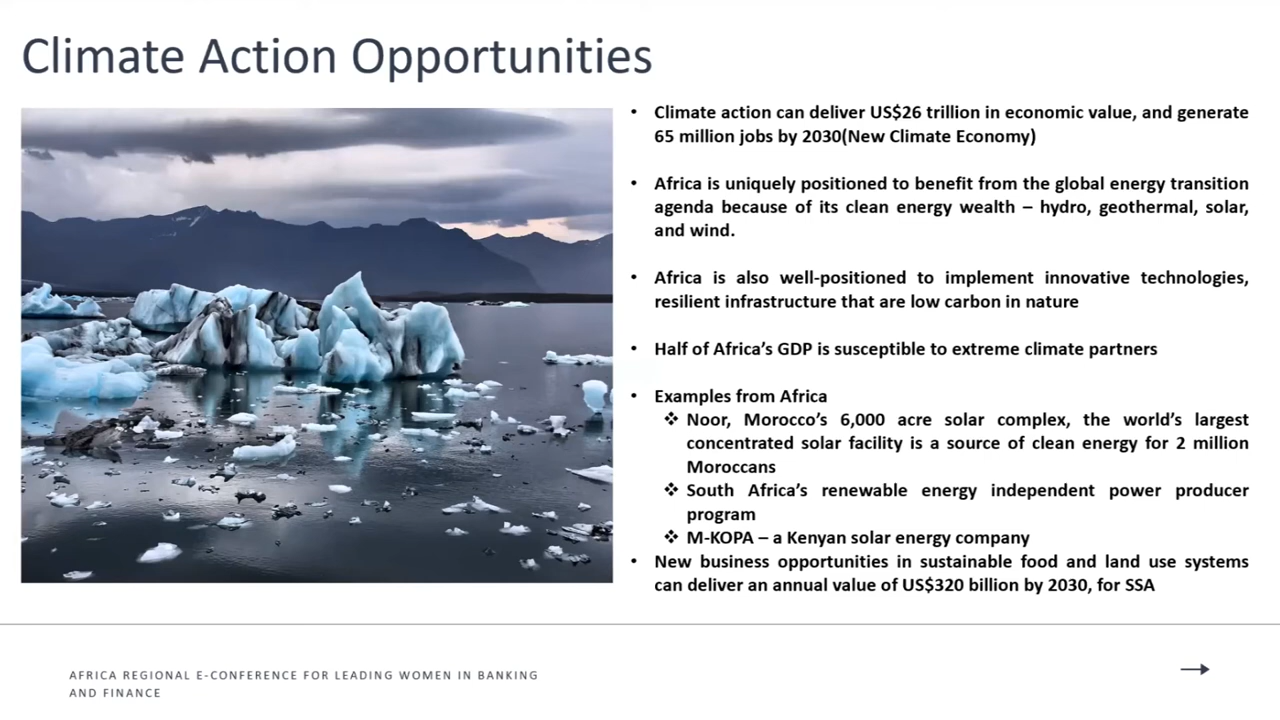 Climate Action Opportunities
• Climate action can deliver US$26 trillion in economic value, and generate
65 million jobs by 2030(New Climate Economy)
• Africa is uniquely positioned to benefit from the global energy transition
agenda because of its clean energy wealth – hydro, geothermal, solar,
and wind.
• Africa is also well-positioned to implement innovative technologies,
resilient infrastructure that are low carbon in nature
• Half of Africa’s GDP is susceptible to extreme climate partners
• Examples from Africa
❖ Noor, Morocco’s 6,000 acre solar complex, the world’s largest
concentrated solar facility is a source of clean energy for 2 million
Moroccans
❖ South Africa’s renewable energy independent power producer
program
❖ M-KOPA – a Kenyan solar energy company
• New business opportunities in sustainable food and land use systems
can deliver an annual value of US$320 billion by 2030, for SSA
AFRICA REGIONAL E-CONFERENCE FOR LEADING WOMEN IN BANKING
AND FINANCE